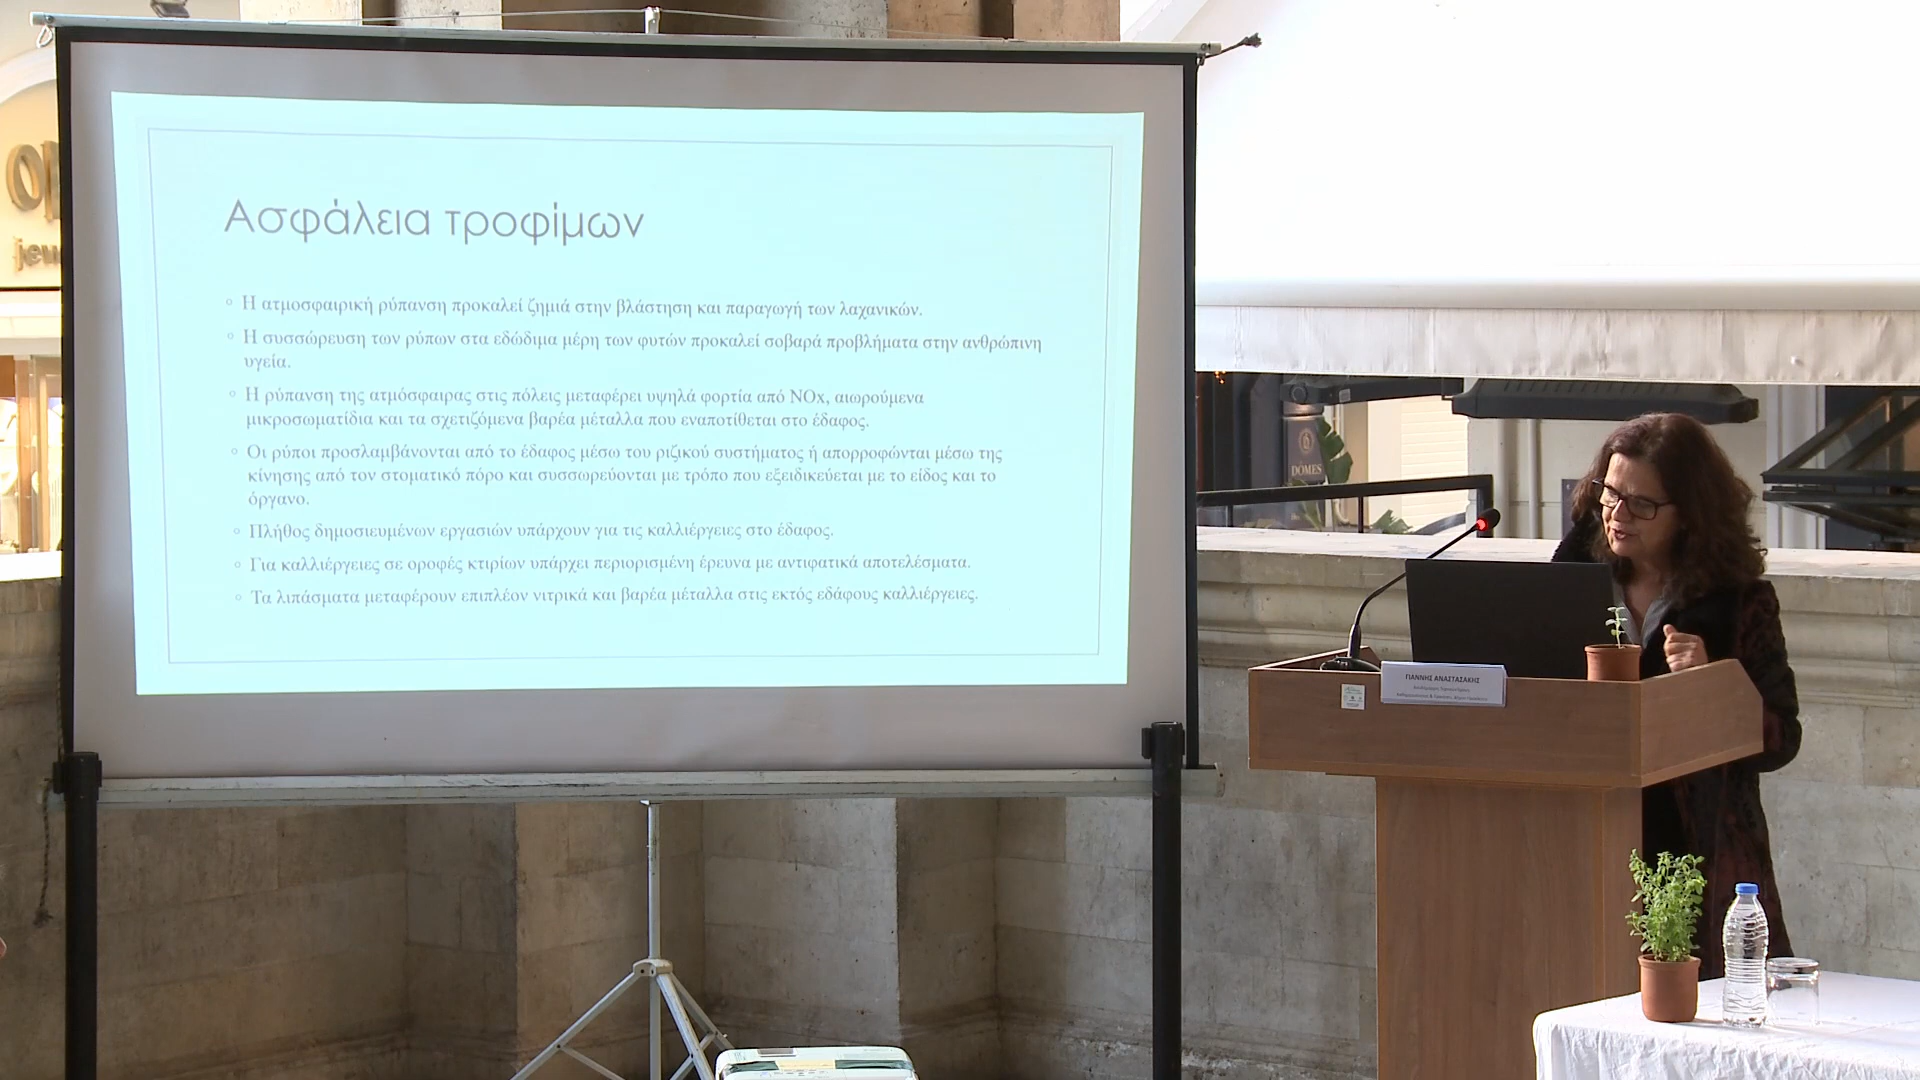 Ασφάλεια τροφίμων
◦ Η ατμοσφαιρική ρύπανση προκαλεί ζημιά στην βλάστηση και παραγωγή των λαχανικών.
◦ Η συσσώρευση των ρύπων στα εδώδιμα μέρη των φυτών προκαλεί σοβαρά προβλήματα στην ανθρώπινη
υγεία.
◦ Η ρύπανση της ατμόσφαιρας στις πόλεις μεταφέρει υψηλά φορτία από NOx, αιωρούμενα
μικροσωματίδια και τα σχετιζόμενα βαρέα μέταλλα που εναποτίθεται στο έδαφος.
◦ Οι ρύποι προσλαμβάνονται από το έδαφος μέσω του ριζικού συστήματος ή απορροφώνται μέσω της
κίνησης από τον στοματικό πόρο και συσσωρεύονται με τρόπο που εξειδικεύεται με το είδος και το
όργανο.
◦ Πλήθος δημοσιευμένων εργασιών υπάρχουν για τις καλλιέργειες στο έδαφος.
◦ Για καλλιέργειες σε οροφές κτιρίων υπάρχει περιορισμένη έρευνα με αντιφατικά αποτελέσματα.
◦ Τα λιπάσματα μεταφέρουν επιπλέον νιτρικά και βαρέα μέταλλα στις εκτός εδάφους καλλιέργειες.
DOMES
ΓΙΑΝΝΗΣ ΑΝΑΣΤΑΣΑΚΗΣ